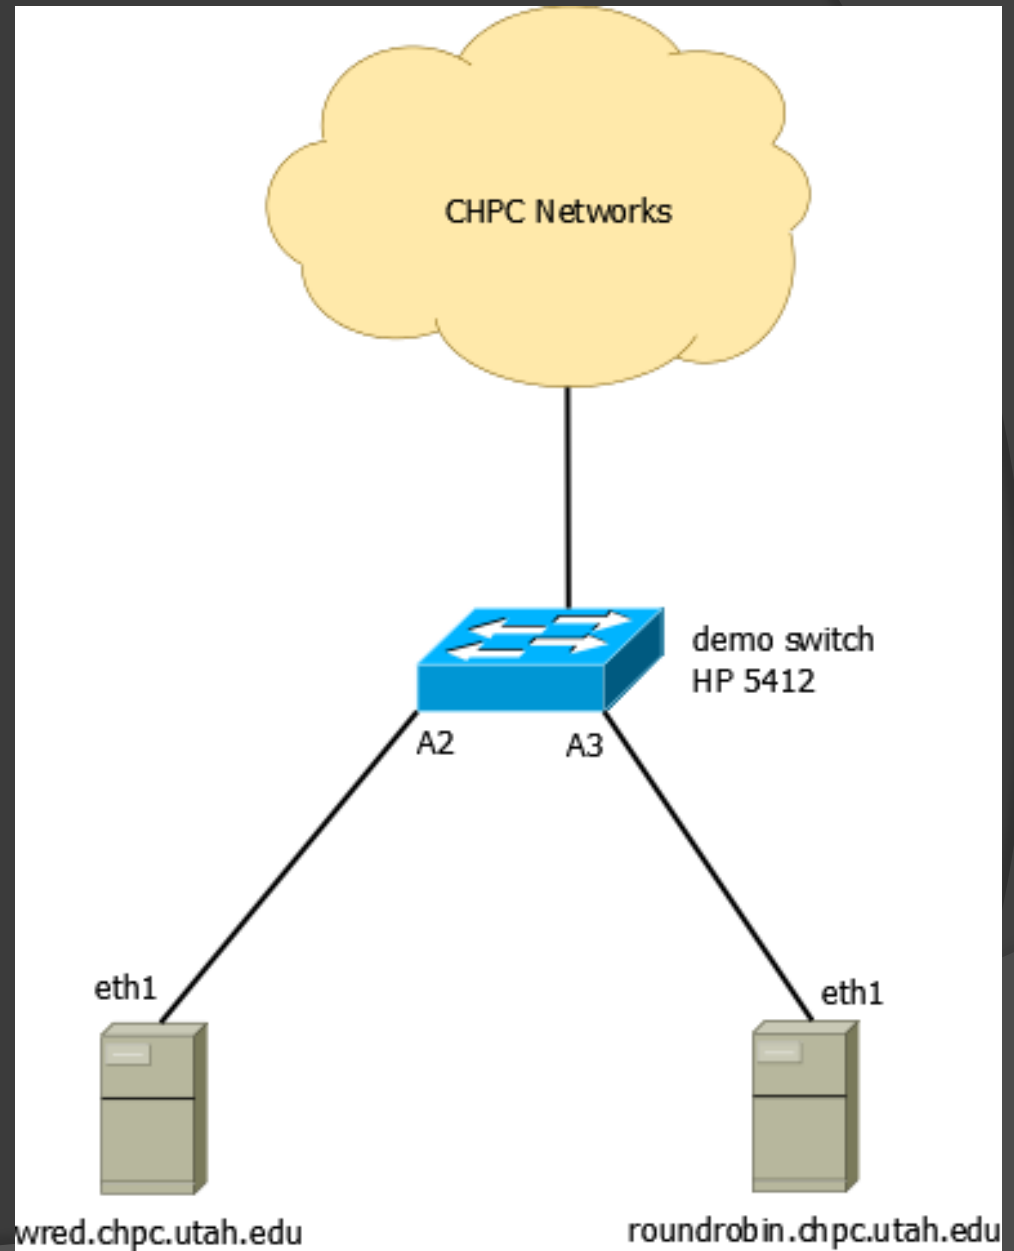 CHPC Networks
demo switch
HP 5412
A2
A3
eth1
eth1
wred.chpc.utah.edu
roundrobin.chpc.utah.edu